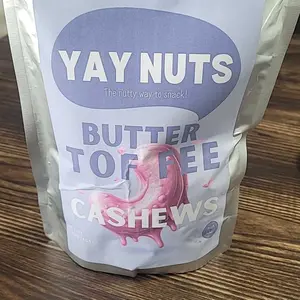 YAY NUTS
The nutty way to snack!
BUTTER
TOFFEE
CASHEWS